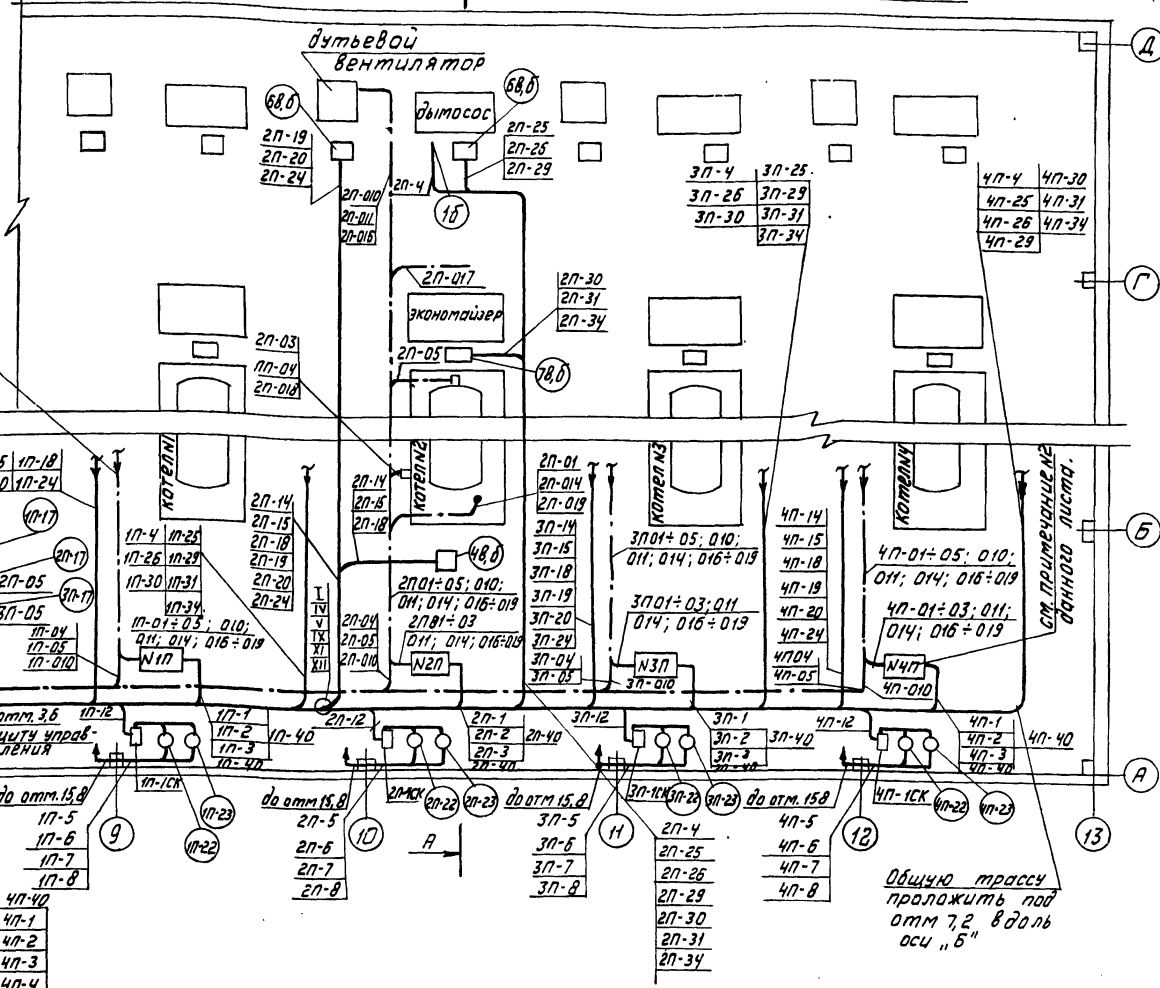 дутьевой
вентилятор
дымосос
6В,б
6В,б
2П-19
2П-20
2П-24
2П-010
2П-011
2П-016
2П-4
1б
2П-25
2П-26
2П-29
3П-4 3П-25.
3П-26 3П-29
3П-30 3П-31
3П-34
4П-4 4П-30
4П-25 4П-31
4П-26 4П-34
4П-29
Д
Г
Б
А
2П-017
экономайзер
2П-30
2П-31
2П-34
2П-05
7В,б
2П-03
ПП-04
2П-018
котел N1
котел N2
котел N3
котел N4
см. примечание N2
данного листа.
1П-18
1П-24
1П-17
2П-17
3П-17
2П-05
3П-05
1П-04
1П-05
1П-010
1П-4 1П-25
1П-26 1П-29
1П-30 1П-31
1П-34
1П-01÷05; 010;
011; 014; 016÷019
N1П
2П-14
2П-15
2П-18
2П-19
2П-20
2П-24
2П-14
2П-15
2П-18
4В,б
I
IV
V
IX
XI
XII
2П-04
2П-05
2П-010
2П01÷05; 010;
011; 014; 016÷019
2П01÷03
011; 014; 016÷019
N2П
2П-01
2П-014
2П-019
3П-14
3П-15
3П-18
3П-19
3П-20
3П-24
3П-04
3П-05
3П-010
3П01÷05; 010;
011; 014; 016÷019
3П01÷03; 011
014; 016÷019
N3П
4П-14
4П-15
4П-18
4П-19
4П-20
4П-24
4П04
4П-05
4П-010
4П-01÷05; 010;
011; 014; 016÷019
4П-01÷03; 011;
014; 016÷019
N4П
отм. 3,6
щиту управ-
ления
1П-12
1П-1
1П-2
1П-3
1П-40
1П-40
2П-12
2П-1
2П-2
2П-3
2П-40
2П-40
3П-12
3П-1
3П-2
3П-3
3П-40
3П-40
4П-12
4П-1
4П-2
4П-3
4П-40
4П-40
до отм. 15,8
1П-1СК
1П-22
1П-23
до отм 15,8
2П-1СК
2П-22
2П-23
до отм 15.8
3П-1СК
3П-22
3П-23
до отм. 15.8
4П-1СК
4П-22
4П-23
1П-5
1П-6
1П-7
1П-8
9
2П-5
2П-6
2П-7
2П-8
10
А
3П-5
3П-6
3П-7
3П-8
11
2П-4
2П-25
2П-26
2П-29
2П-30
2П-31
2П-34
4П-5
4П-6
4П-7
4П-8
12
13
Общую трассу
проложить под
отм 7,2 вдоль
оси „Б"
4П-40
4П-1
4П-2
4П-3
4П-4